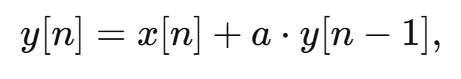 y[n] = x[n] + a · y[n − 1],